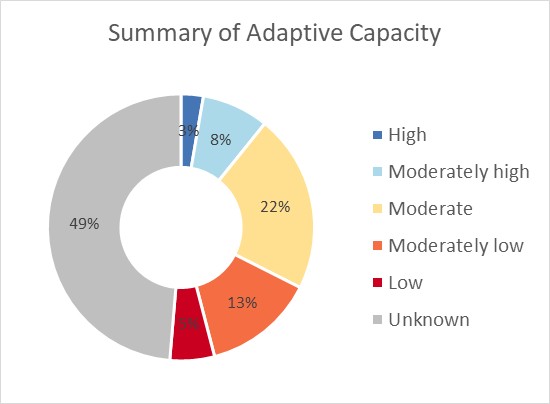 Summary of Adaptive Capacity
3%
8%
22%
13%
49%
High
Moderately high
Moderate
Moderately low
Low
Unknown